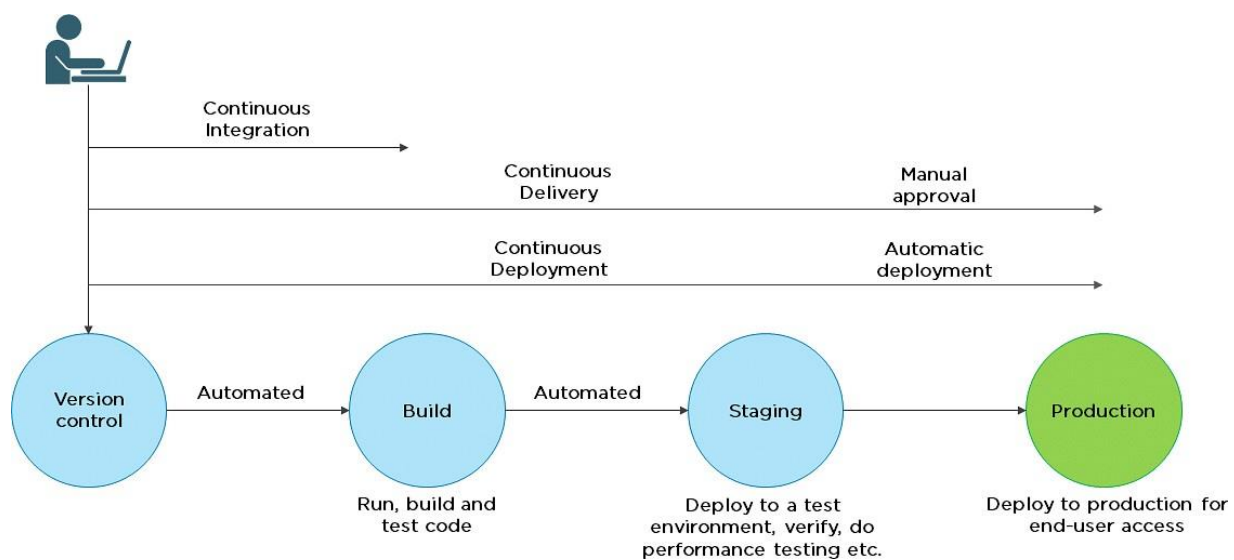 Continuous
Integration
Continuous
Delivery
Manual
approval
Continuous
Deployment
Automatic
deployment
Version
control
Automated
Build
Automated
Staging
Production
Run, build and
test code
Deploy to a test
environment, verify, do
performance testing etc.
Deploy to production for
end-user access